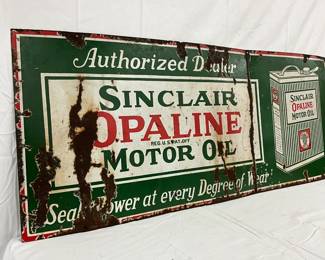 Authorized Dealer
SINCLAIR
OPALINE
REG. U.S. PAT. OFF.
MOTOR OIL
Seals Power at every Degree of Wear
SINCLAIR
OPALINE
MOTOR OIL